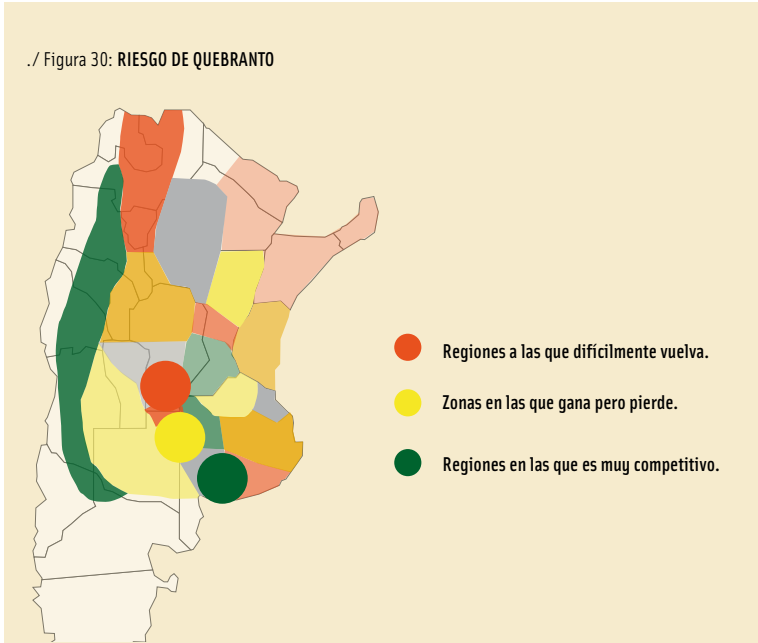 ./ Figura 30: RIESGO DE QUEBRANTO
Regiones a las que difícilmente vuelva.
Zonas en las que gana pero pierde.
Regiones en las que es muy competitivo.